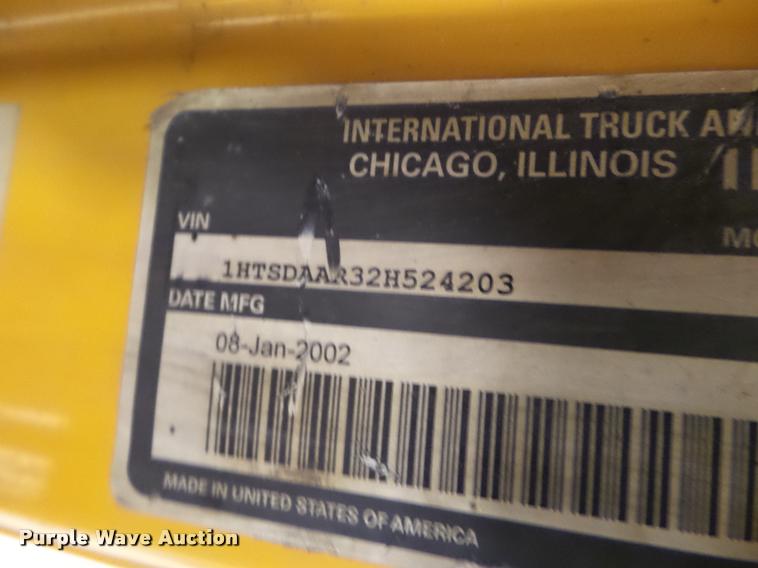 INTERNATIONAL TRUCK
CHICAGO, ILLINOIS
VIN
1HTSDAAR32H524203
DATE MFG
08-Jan-2002
MADE IN UNITED STATES OF AMERICA
Purple Wave Auction